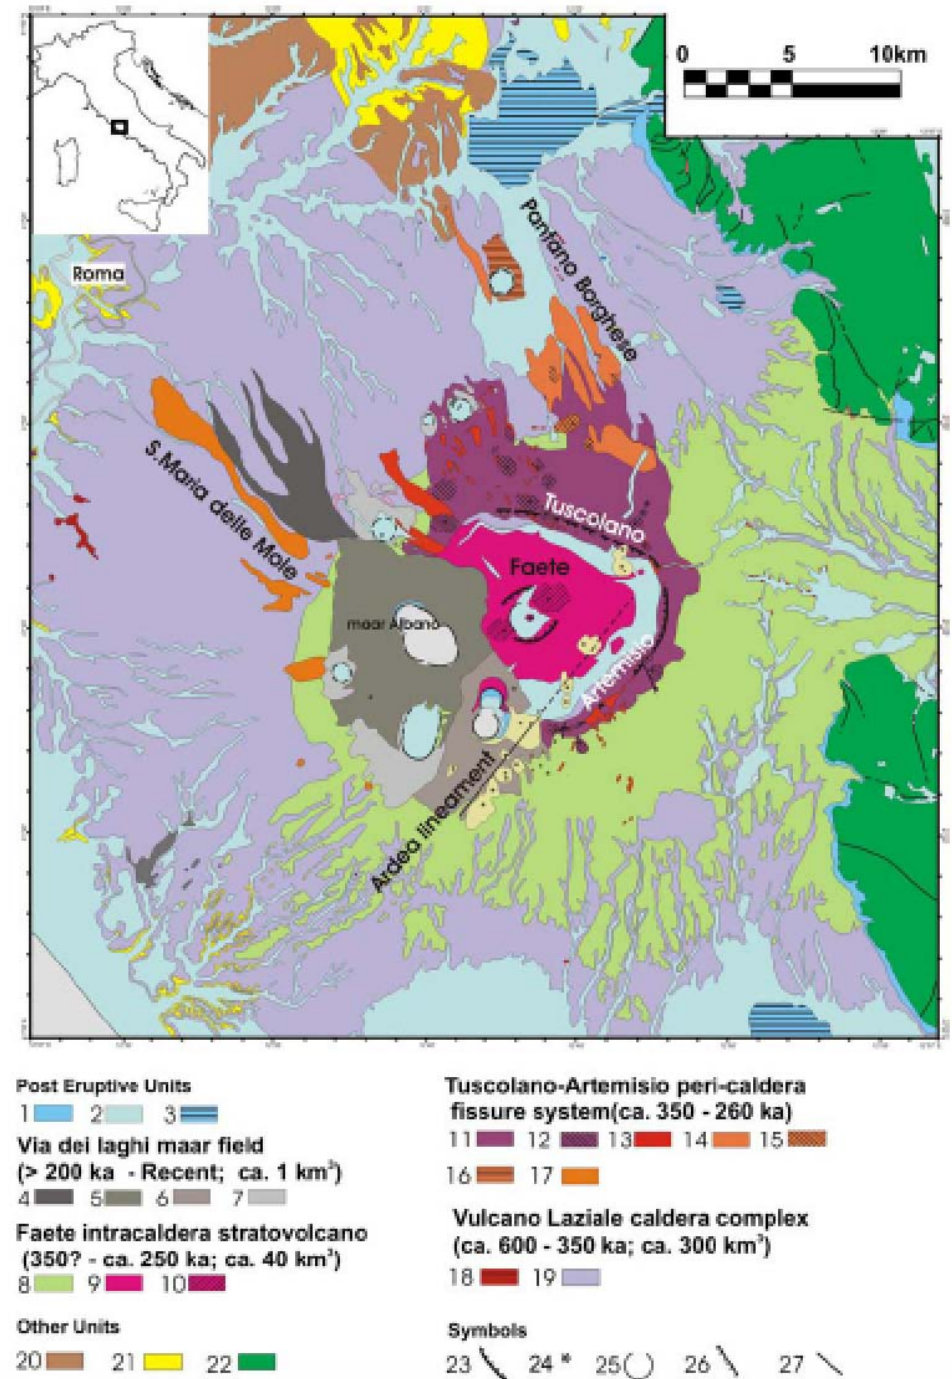 0 5 10km
Pantano Borghese
Roma
S.Maria delle Mole
Tuscolano
Faete
maar Albano
Artemisio
Ardea lineament
Post Eruptive Units
1 2 3
Via dei laghi maar field
(> 200 ka - Recent; ca. 1 km³)
4 5 6 7
Faete intracaldera stratovolcano
(350? - ca. 250 ka; ca. 40 km³)
8 9 10
Other Units
20 21 22
Tuscolano-Artemisio peri-caldera
fissure system(ca. 350 - 260 ka)
11 12 13 14 15
16 17
Vulcano Laziale caldera complex
(ca. 600 - 350 ka; ca. 300 km³)
18 19
Symbols
23 24 25 26 27